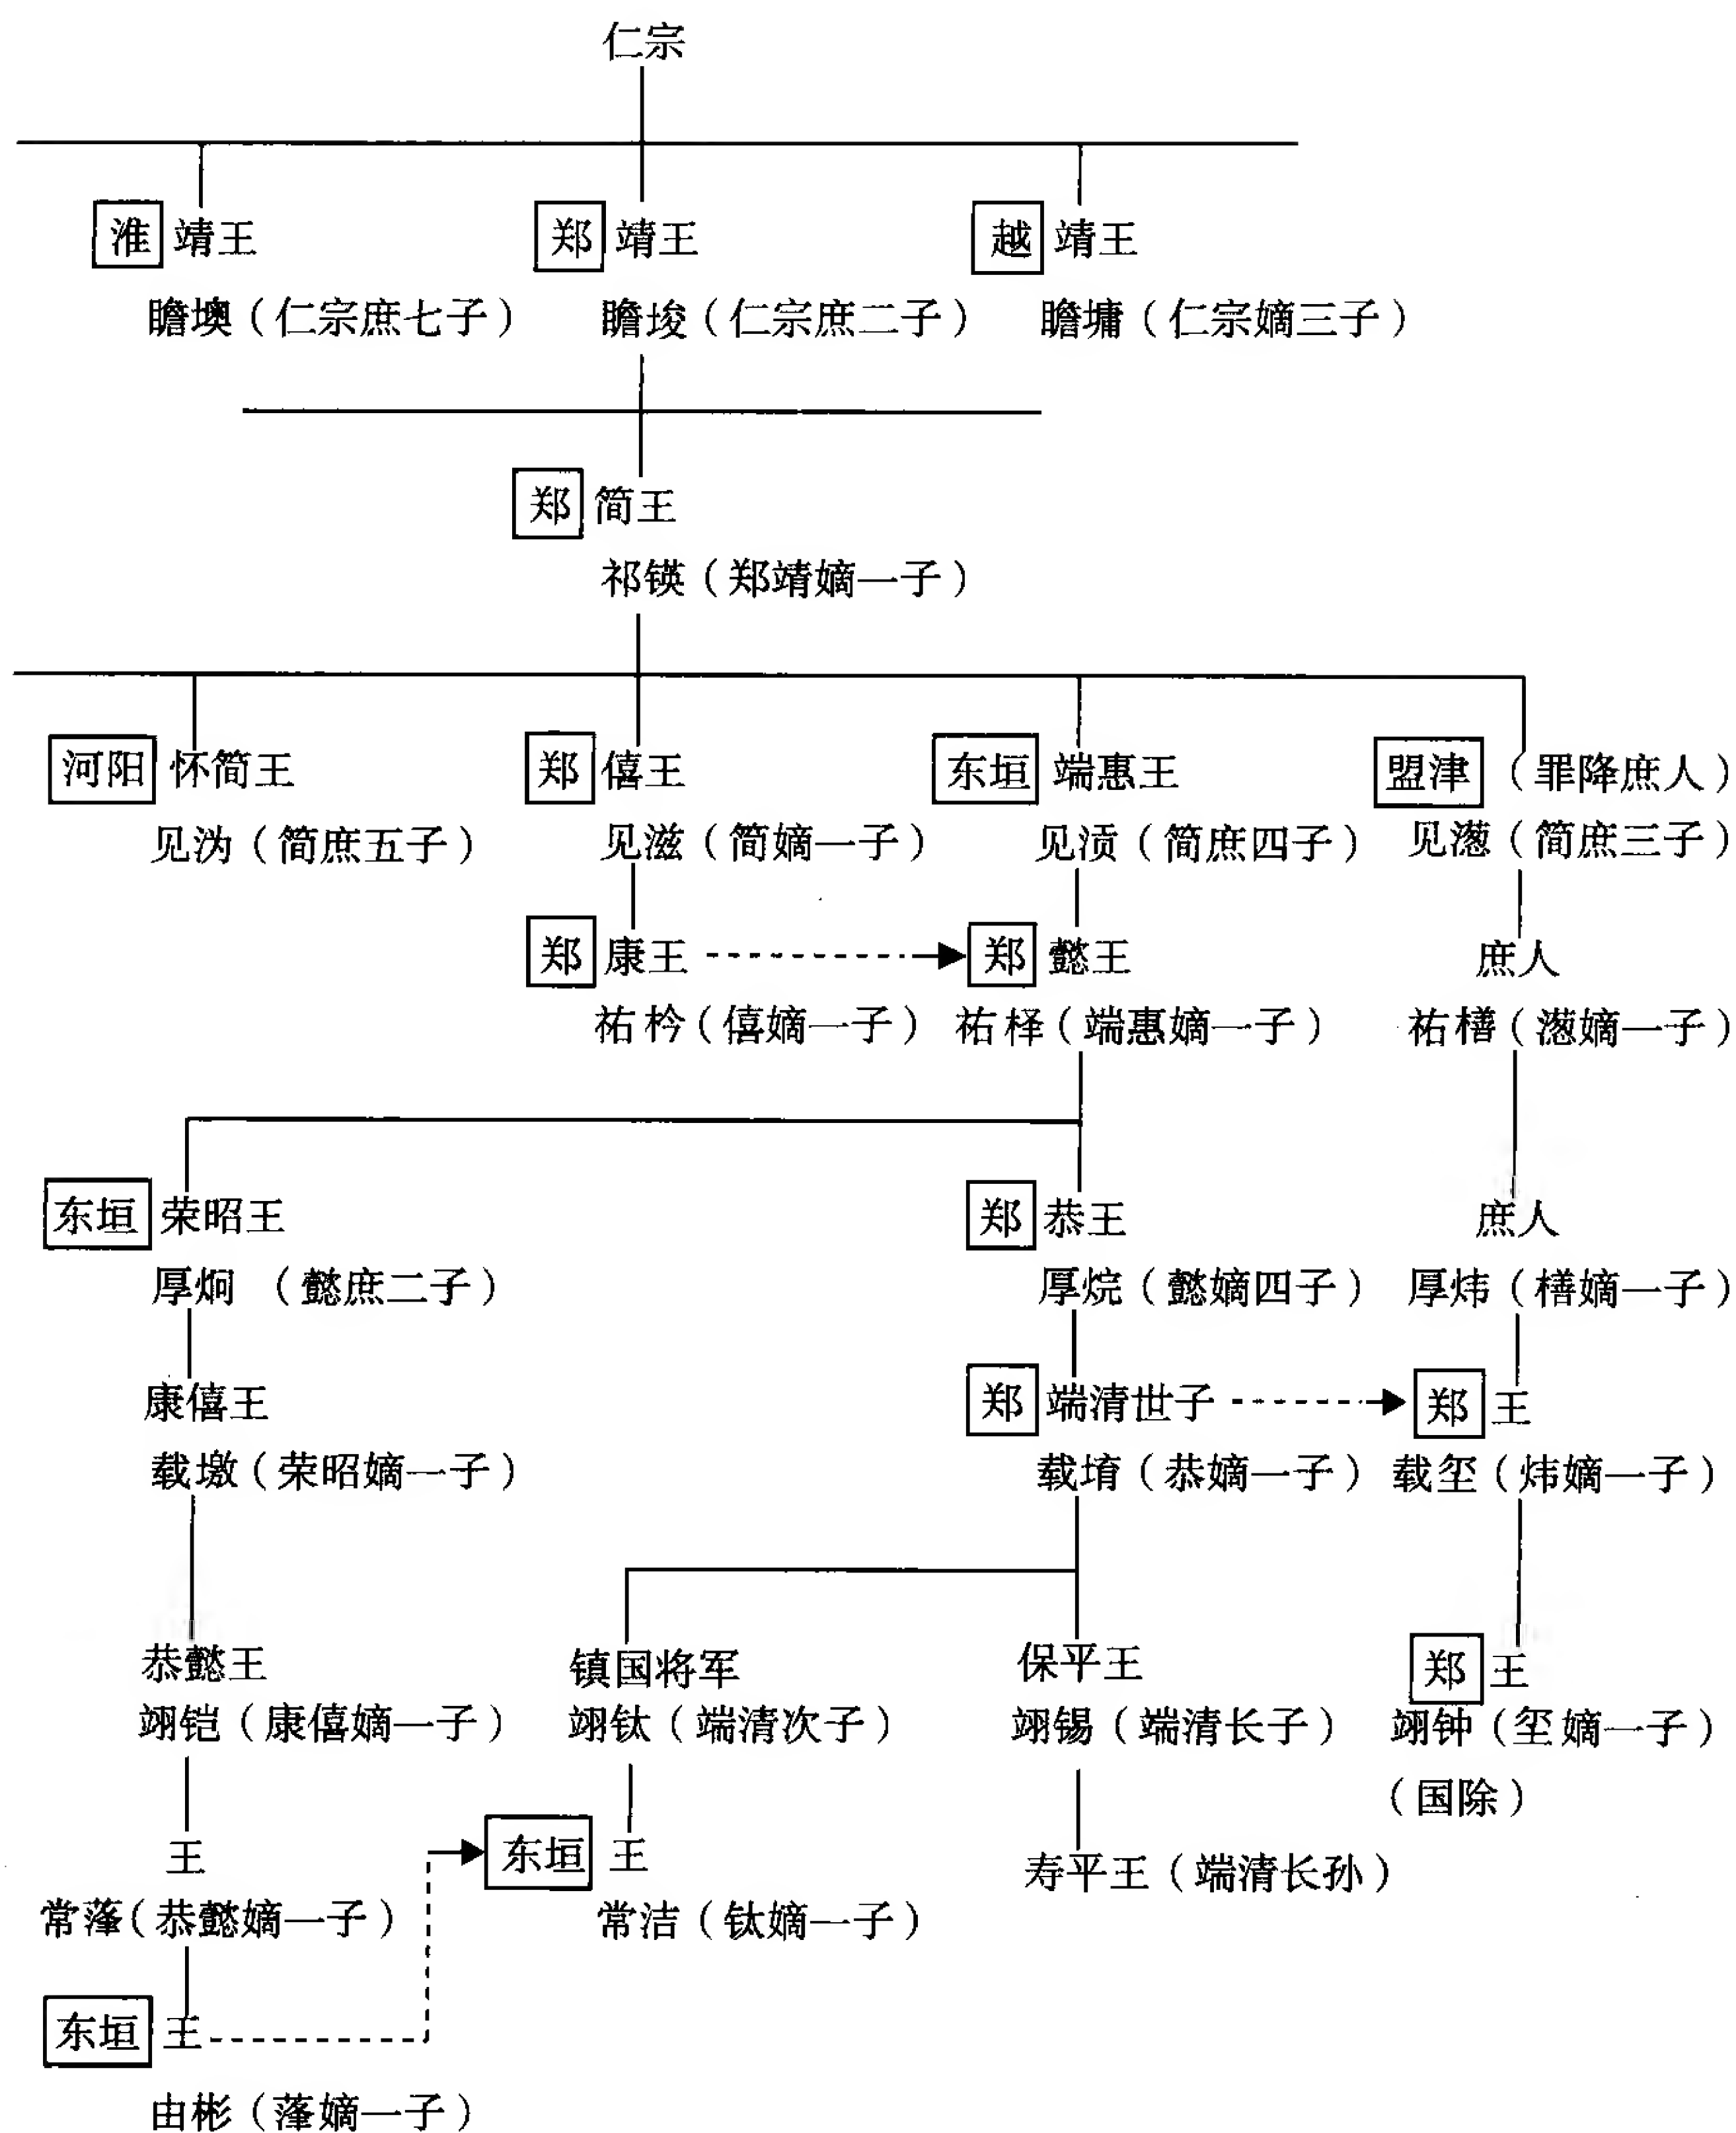 仁宗
淮 靖王
郑 靖王
越 靖王
瞻墺（仁宗庶七子）
瞻埈（仁宗庶二子）
瞻墉（仁宗嫡三子）
郑 简王
祁锳（郑靖嫡一子）
河阳 怀简王
郑 僖王
东垣 端惠王
盟津 （罪降庶人）
见沩（简庶五子）
见滋（简嫡一子）
见㳔（简庶四子）
见𣿬（简庶三子）
郑 康王
郑 懿王
庶人
祐枔（僖嫡一子）
祐柽（端惠嫡一子）
祐橏（𣿬嫡一子）
东垣 荣昭王
郑 恭王
庶人
厚炯 （懿庶二子）
厚烷（懿嫡四子）
厚炜（橏嫡一子）
康僖王
郑 端清世子
郑 王
载墩（荣昭嫡一子）
载堉（恭嫡一子）
载玺（炜嫡一子）
恭懿王
镇国将军
保平王
郑 王
翊铠（康僖嫡一子）
翊钛（端清次子）
翊锡（端清长子）
翊钟（玺嫡一子）
（国除）
王
东垣 王
寿平王（端清长孙）
常𦸬（恭懿嫡一子）
常洁（钛嫡一子）
东垣 王
由彬（𦸬嫡一子）